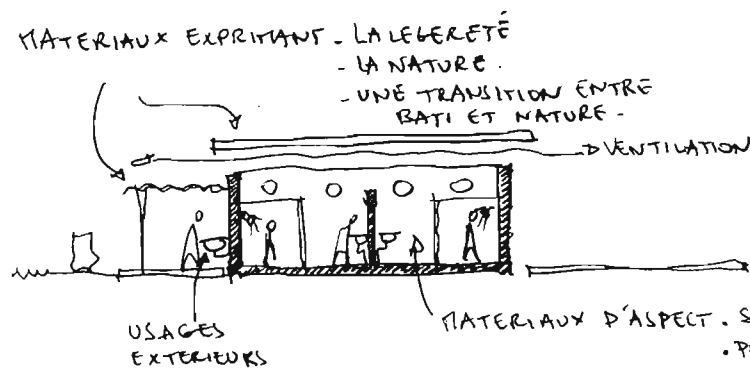 MATERIAUX EXPRIMANT - LA LEGERETÉ
- LA NATURE.
- UNE TRANSITION ENTRE
BATI ET NATURE -
VENTILATION
USAGES
EXTERIEURS
MATERIAUX D'ASPECT . S
. P